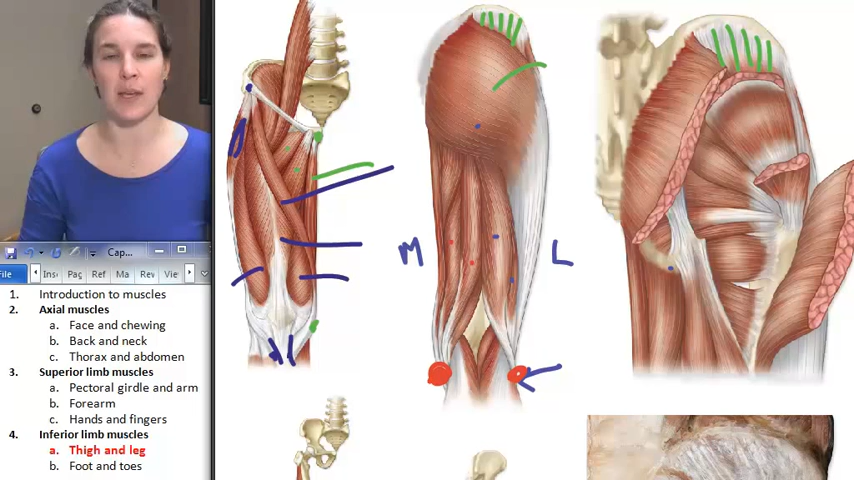 M
L
Cap...
File
Ins
Pag
Ref
Ma
Rev
Vie
1. Introduction to muscles
2. Axial muscles
a. Face and chewing
b. Back and neck
c. Thorax and abdomen
3. Superior limb muscles
a. Pectoral girdle and arm
b. Forearm
c. Hands and fingers
4. Inferior limb muscles
a. Thigh and leg
b. Foot and toes